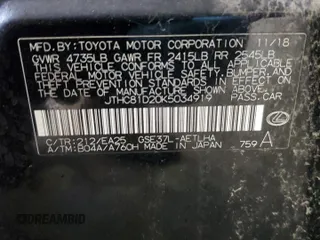 MFD.BY: TOYOTA MOTOR CORPORATION 11/18
GVWR 4735LB GAWR FR 2415LB RR 2545LB
THIS VEHICLE CONFORMS TO ALL APPLICABLE
FEDERAL MOTOR VEHICLE SAFETY, BUMPER,
AND THEFT PREVENTION STANDARDS IN EFFECT
ON THE DATE OF MANUFACTURE SHOWN ABOVE.
JTHC81D20K5034919 PASS.CAR
C/TR:212/EA25 GSE37L-AETLHA
A/TM:B04A/A760H MADE IN JAPAN 759 A